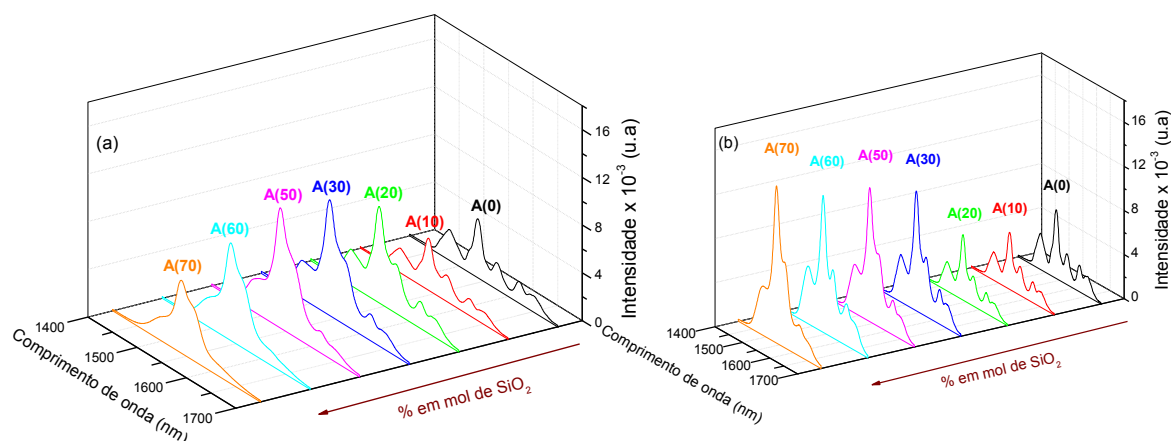 (a)
A(70)
A(60)
A(50)
A(30)
A(20)
A(10)
A(0)
16
12
8
4
0
Intensidade x 10⁻³ (u.a)
1400
1500
1600
1700
Comprimento de onda (nm)
% em mol de SiO₂
(b)
A(70)
A(60)
A(50)
A(30)
A(20)
A(10)
A(0)
16
12
8
4
0
Intensidade x 10⁻³ (u.a)
1400
1500
1600
1700
Comprimento de onda (nm)
% em mol de SiO₂